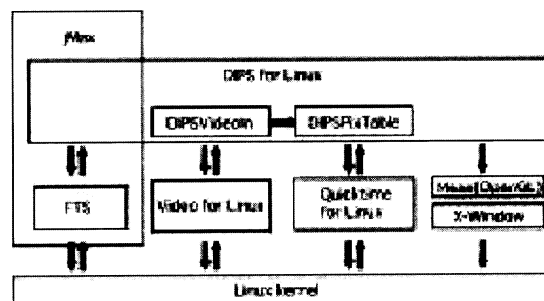 jMax
DIPS for Linux
DIPSVideoIn
DIPSPixTable
FTS
Video for Linux
Quicktime
for Linux
Mesa(OpenGL)
X-Window
Linux kernel